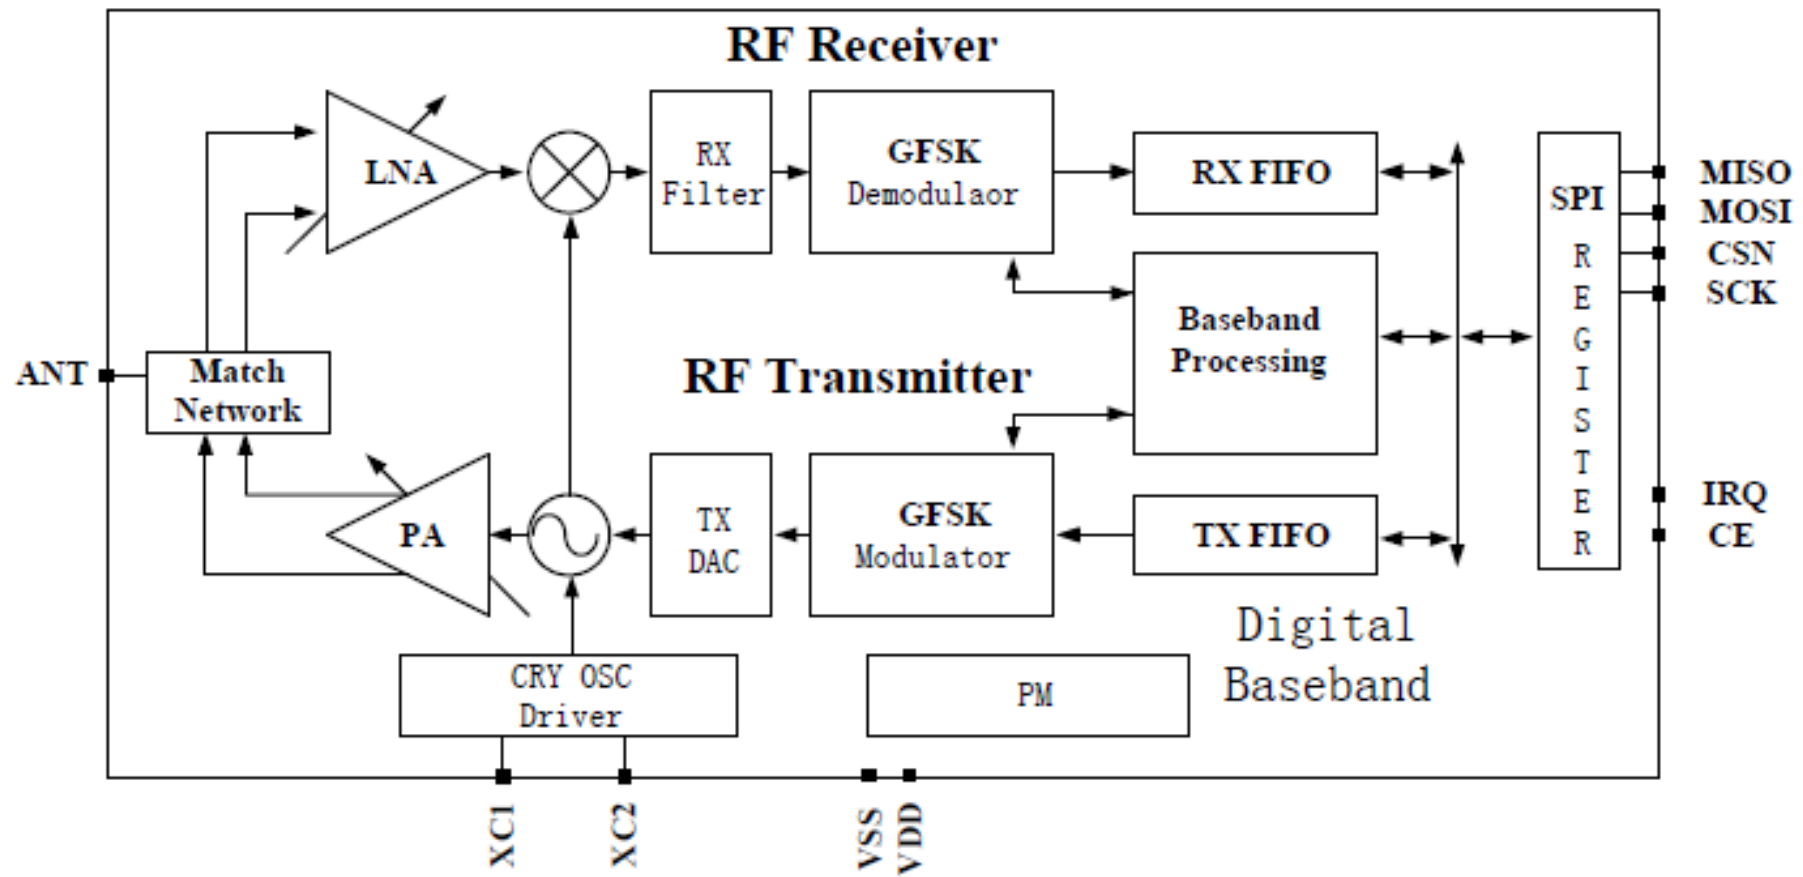 RF Receiver
LNA
RX
Filter
GFSK
Demodulaor
RX FIFO
SPI
R
E
G
I
S
T
E
R
MISO
MOSI
CSN
SCK
Baseband
Processing
ANT
Match
Network
RF Transmitter
PA
TX
DAC
GFSK
Modulator
TX FIFO
IRQ
CE
Digital
Baseband
CRY OSC
Driver
PM
XC1
XC2
VSS
VDD